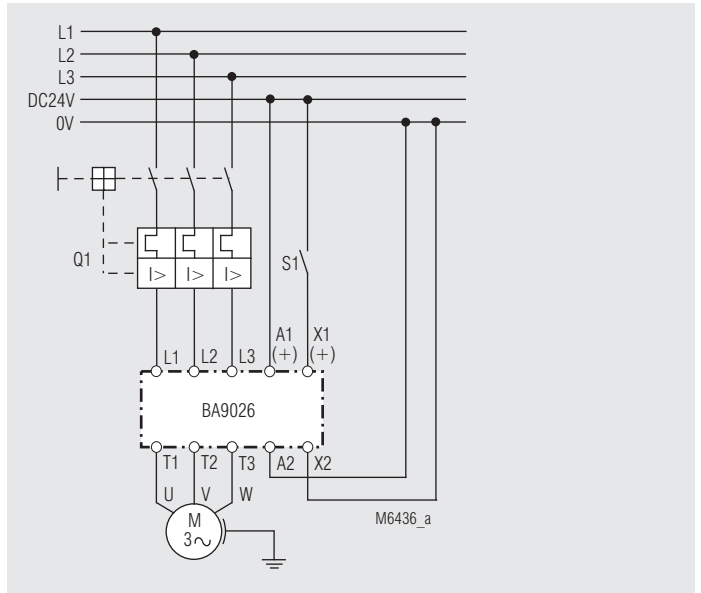 L1
L2
L3
DC24V
0V
Q1
I> I> I>
S1
A1 X1
L1 L2 L3 (+) (+)
BA9026
T1 T2 T3 A2 X2
U V W
M
3~
M6436_a